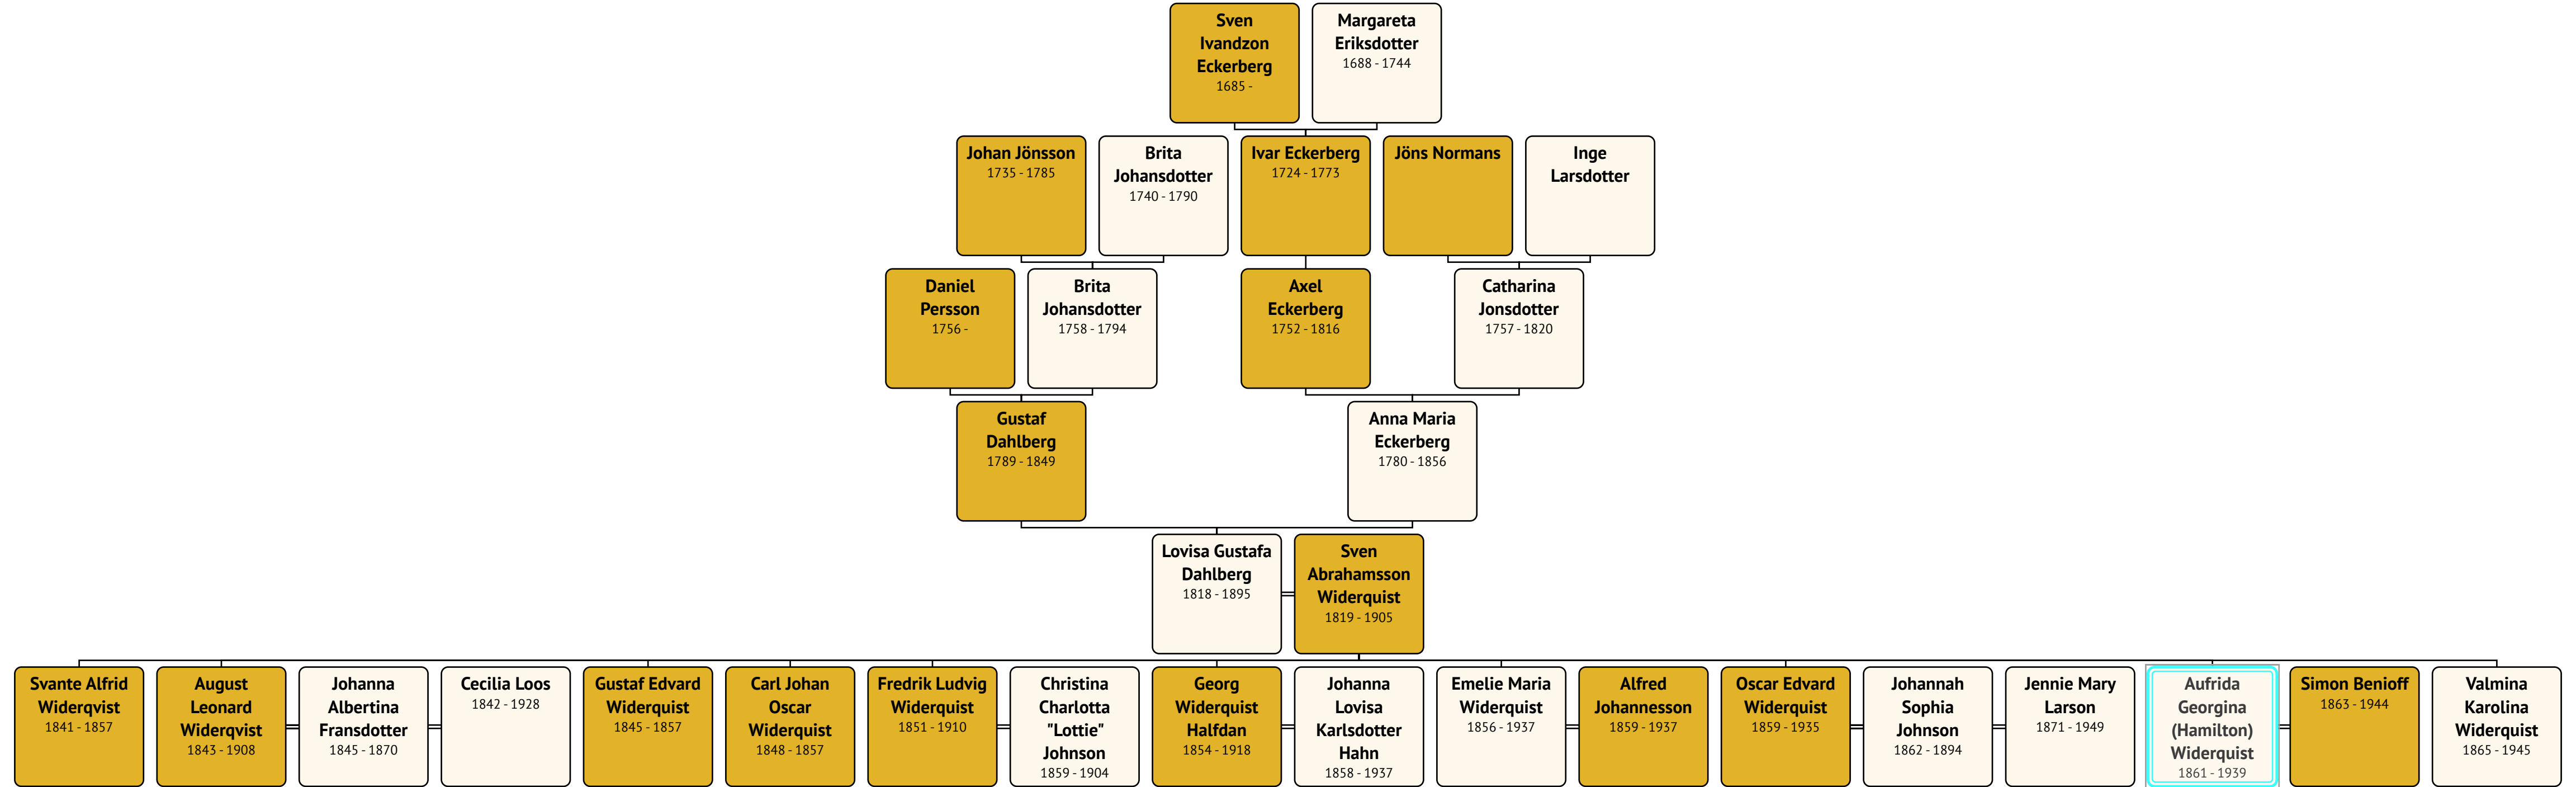 Sven
Ivandzon
Eckerberg
1685 -
Margareta
Eriksdotter
1688 - 1744
Johan Jönsson
1735 - 1785
Brita
Johansdotter
1740 - 1790
Ivar Eckerberg
1724 - 1773
Jöns Normans
Inge
Larsdotter
Daniel
Persson
1756 -
Brita
Johansdotter
1758 - 1794
Axel
Eckerberg
1752 - 1816
Catharina
Jonsdotter
1757 - 1820
Gustaf
Dahlberg
1789 - 1849
Anna Maria
Eckerberg
1780 - 1856
Lovisa Gustafa
Dahlberg
1818 - 1895
Sven
Abrahamsson
Widerquist
1819 - 1905
Svante Alfrid
Widerqvist
1841 - 1857
August
Leonard
Widerqvist
1843 - 1908
Johanna
Albertina
Fransdotter
1845 - 1870
Cecilia Loos
1842 - 1928
Gustaf Edvard
Widerquist
1845 - 1857
Carl Johan
Oscar
Widerquist
1848 - 1857
Fredrik Ludvig
Widerquist
1851 - 1910
Christina
Charlotta
"Lottie"
Johnson
1859 - 1904
Georg
Widerquist
Halfdan
1854 - 1918
Johanna
Lovisa
Karlsdotter
Hahn
1858 - 1937
Emelie Maria
Widerquist
1856 - 1937
Alfred
Johannesson
1859 - 1937
Oscar Edvard
Widerquist
1859 - 1935
Johannah
Sophia
Johnson
1862 - 1894
Jennie Mary
Larson
1871 - 1949
Aufrida
Georgina
(Hamilton)
Widerquist
1861 - 1939
Simon Benioff
1863 - 1944
Valmina
Karolina
Widerquist
1865 - 1945